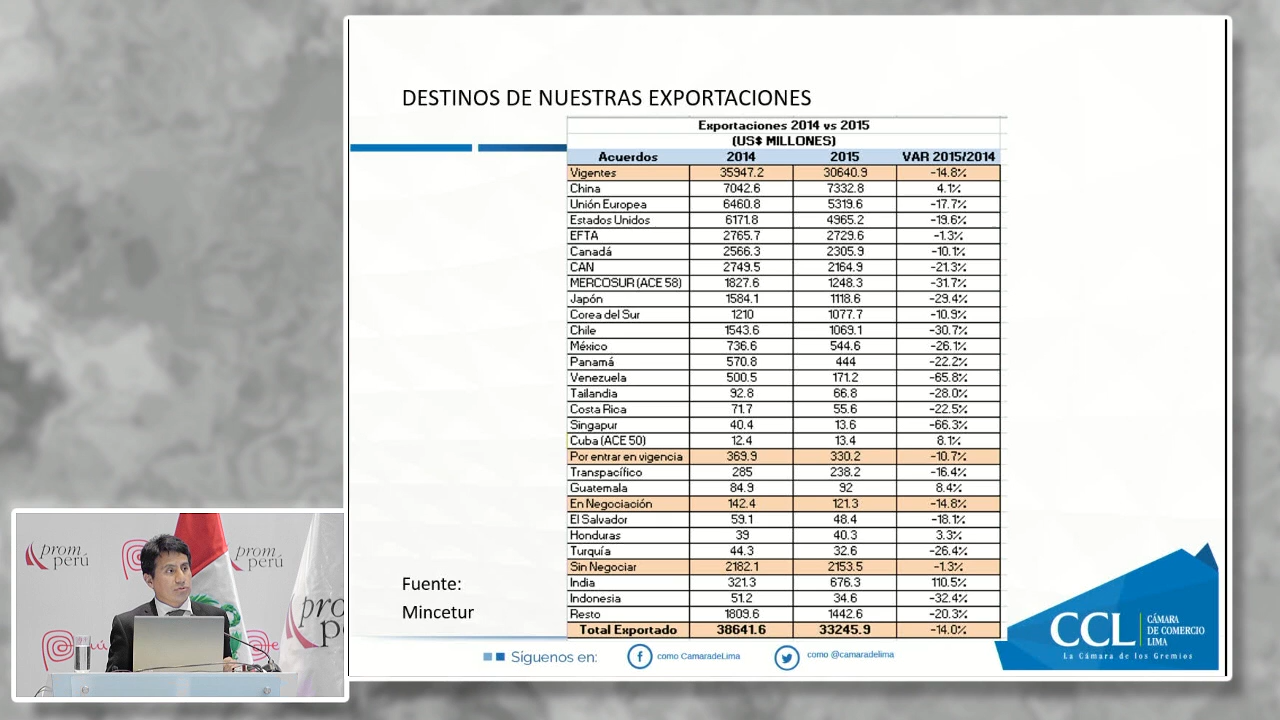 DESTINOS DE NUESTRAS EXPORTACIONES
Exportaciones 2014 vs 2015
(US$ MILLONES)
Acuerdos 2014 2015 VAR 2015/2014
Vigentes 35947.2 30640.9 -14.8%
China 7042.6 7332.8 4.1%
Unión Europea 6460.8 5319.6 -17.7%
Estados Unidos 6171.8 4965.2 -19.6%
EFTA 2765.7 2729.6 -1.3%
Canadá 2566.3 2305.9 -10.1%
CAN 2749.5 2164.9 -21.3%
MERCOSUR (ACE 58) 1827.6 1248.3 -31.7%
Japón 1584.1 1118.6 -29.4%
Corea del Sur 1210 1077.7 -10.9%
Chile 1543.6 1069.1 -30.7%
México 736.6 544.6 -26.1%
Panamá 570.8 444 -22.2%
Venezuela 500.5 171.2 -65.8%
Tailandia 92.8 66.8 -28.0%
Costa Rica 71.7 55.6 -22.5%
Singapur 40.4 13.6 -66.3%
Cuba (ACE 50) 12.4 13.4 8.1%
Por entrar en vigencia 369.9 330.2 -10.7%
Transpacífico 285 238.2 -16.4%
Guatemala 84.9 92 8.4%
En Negociación 142.4 121.3 -14.8%
El Salvador 59.1 48.4 -18.1%
Honduras 39 40.3 3.3%
Turquía 44.3 32.6 -26.4%
Sin Negociar 2182.1 2153.5 -1.3%
India 321.3 676.3 110.5%
Indonesia 51.2 34.6 -32.4%
Resto 1809.6 1442.6 -20.3%
Total Exportado 38641.6 33245.9 -14.0%
Fuente:
Mincetur
Síguenos en:
como CamaradeLima
como @camaradelima
CCL
CÁMARA
DE COMERCIO
LIMA
La Cámara de los Gremios
prom
perú
prom
perú